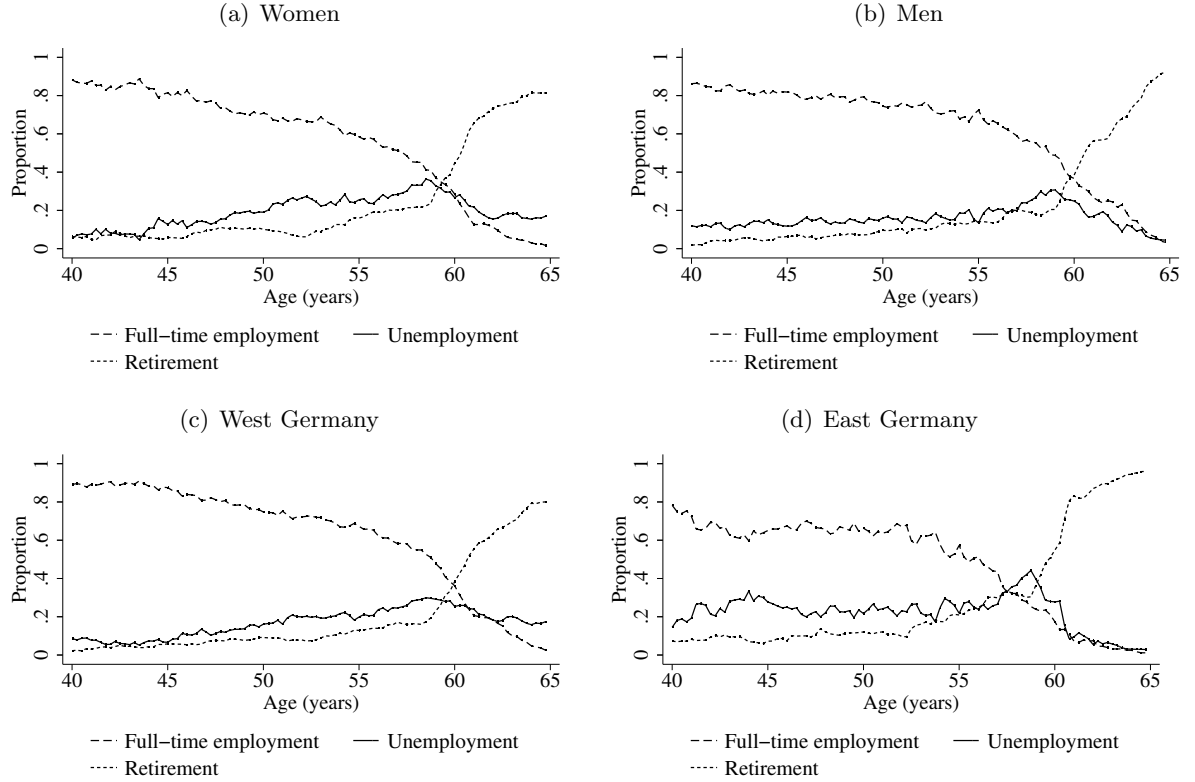 (a) Women
(b) Men
Proportion
0 .2 .4 .6 .8 1
40 45 50 55 60 65
Age (years)
Full−time employment Unemployment
Retirement
Proportion
0 .2 .4 .6 .8 1
40 45 50 55 60 65
Age (years)
Full−time employment Unemployment
Retirement
(c) West Germany
(d) East Germany
Proportion
0 .2 .4 .6 .8 1
40 45 50 55 60 65
Age (years)
Full−time employment Unemployment
Retirement
Proportion
0 .2 .4 .6 .8 1
40 45 50 55 60 65
Age (years)
Full−time employment Unemployment
Retirement